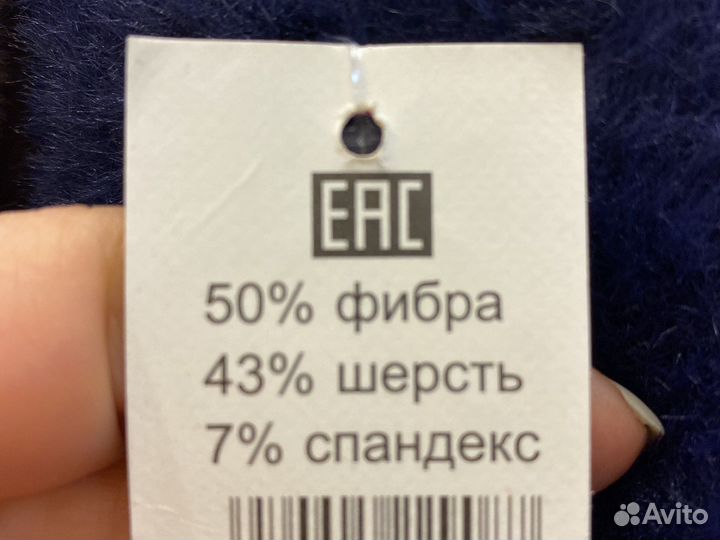 EAC
50% фибра
43% шерсть
7% спандекс
Avito